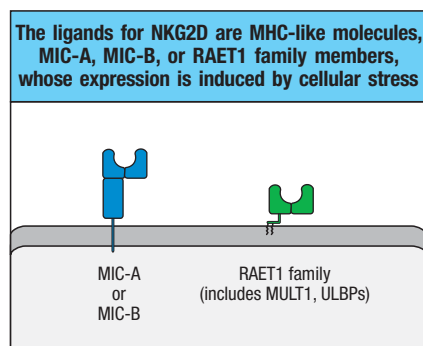 The ligands for NKG2D are MHC-like molecules,
MIC-A, MIC-B, or RAET1 family members,
whose expression is induced by cellular stress
MIC-A
or
MIC-B
RAET1 family
(includes MULT1, ULBPs)